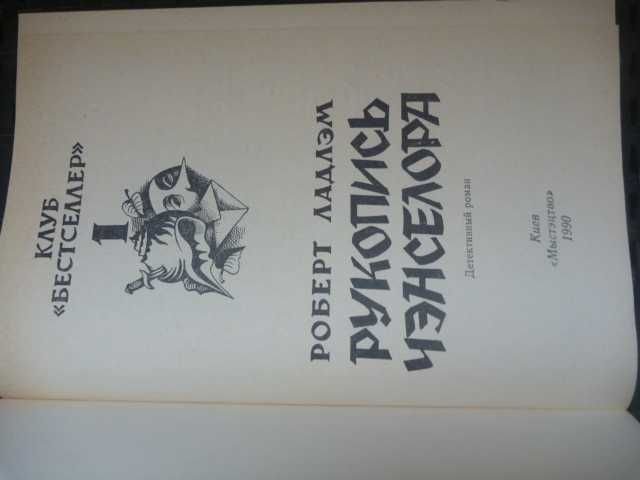 КЛУБ
«БЕСТСЕЛЛЕР»
1
РОБЕРТ ЛАДЛЭМ
РУКОПИСЬ
ЧЭНСЕЛОРА
Детективный роман
Киев
«Мыстэцтво»
1990